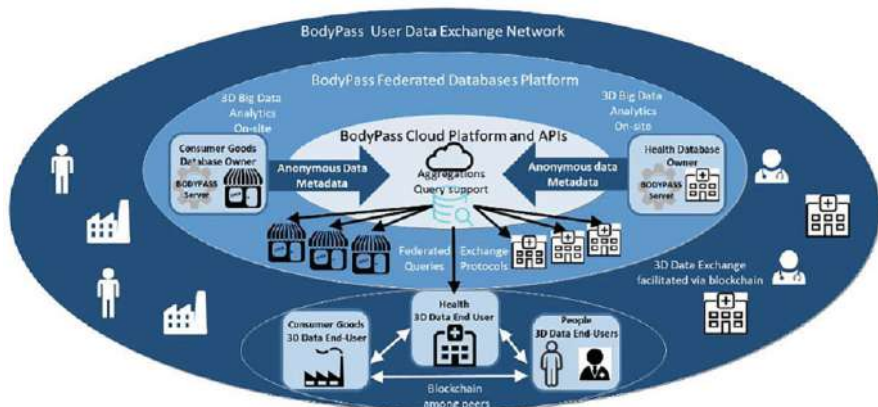 BodyPass User Data Exchange Network
BodyPass Federated Databases Platform
3D Big Data
Analytics
On-site
3D Big Data
Analytics
On-site
BodyPass Cloud Platform and APIs
Consumer Goods
Database Owner
BODYPASS
Server
Anonymous Data
Metadata
Aggregations
Query support
Anonymous data
Metadata
Health Database
Owner
BODYPASS
Server
Federated
Queries
Exchange
Protocols
3D Data Exchange
facilitated via blockchain
Health
3D Data End User
Consumer Goods
3D Data End-User
People
3D Data End-Users
Blockchain
among peers